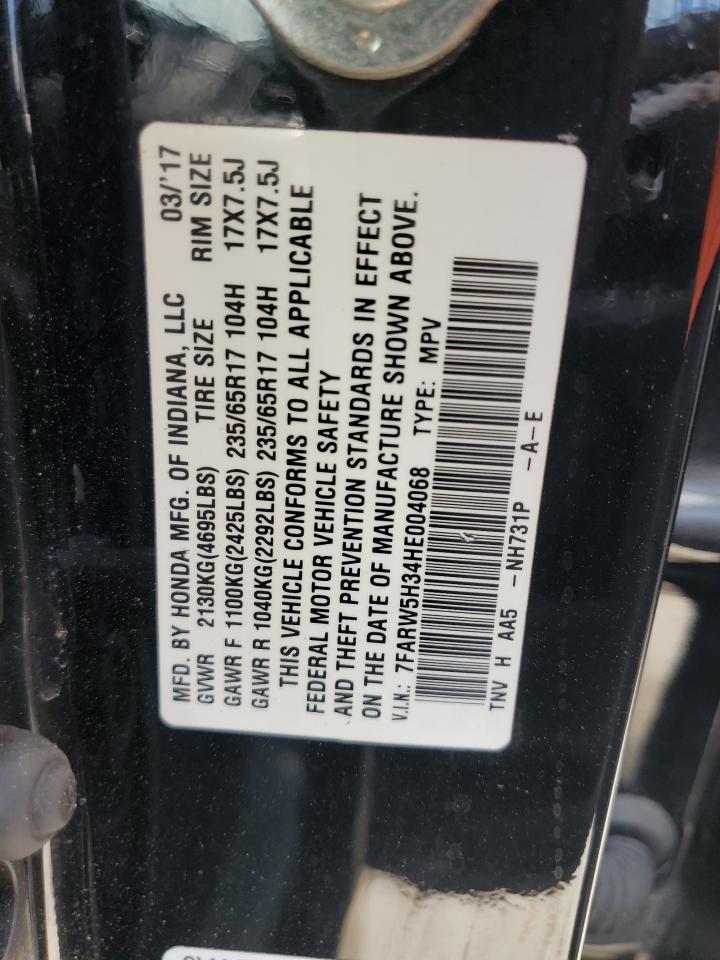 MFD. BY HONDA MFG. OF INDIANA, LLC 03/'17
GVWR 2130KG(4695LBS) TIRE SIZE RIM SIZE
GAWR F 1100KG(2425LBS) 235/65R17 104H 17X7.5J
GAWR R 1040KG(2292LBS) 235/65R17 104H 17X7.5J
THIS VEHICLE CONFORMS TO ALL APPLICABLE
FEDERAL MOTOR VEHICLE SAFETY
AND THEFT PREVENTION STANDARDS IN EFFECT
ON THE DATE OF MANUFACTURE SHOWN ABOVE.
V.I.N.: 7FARW5H34HE004068 TYPE: MPV
TNV H AA5 -NH731P -A-E